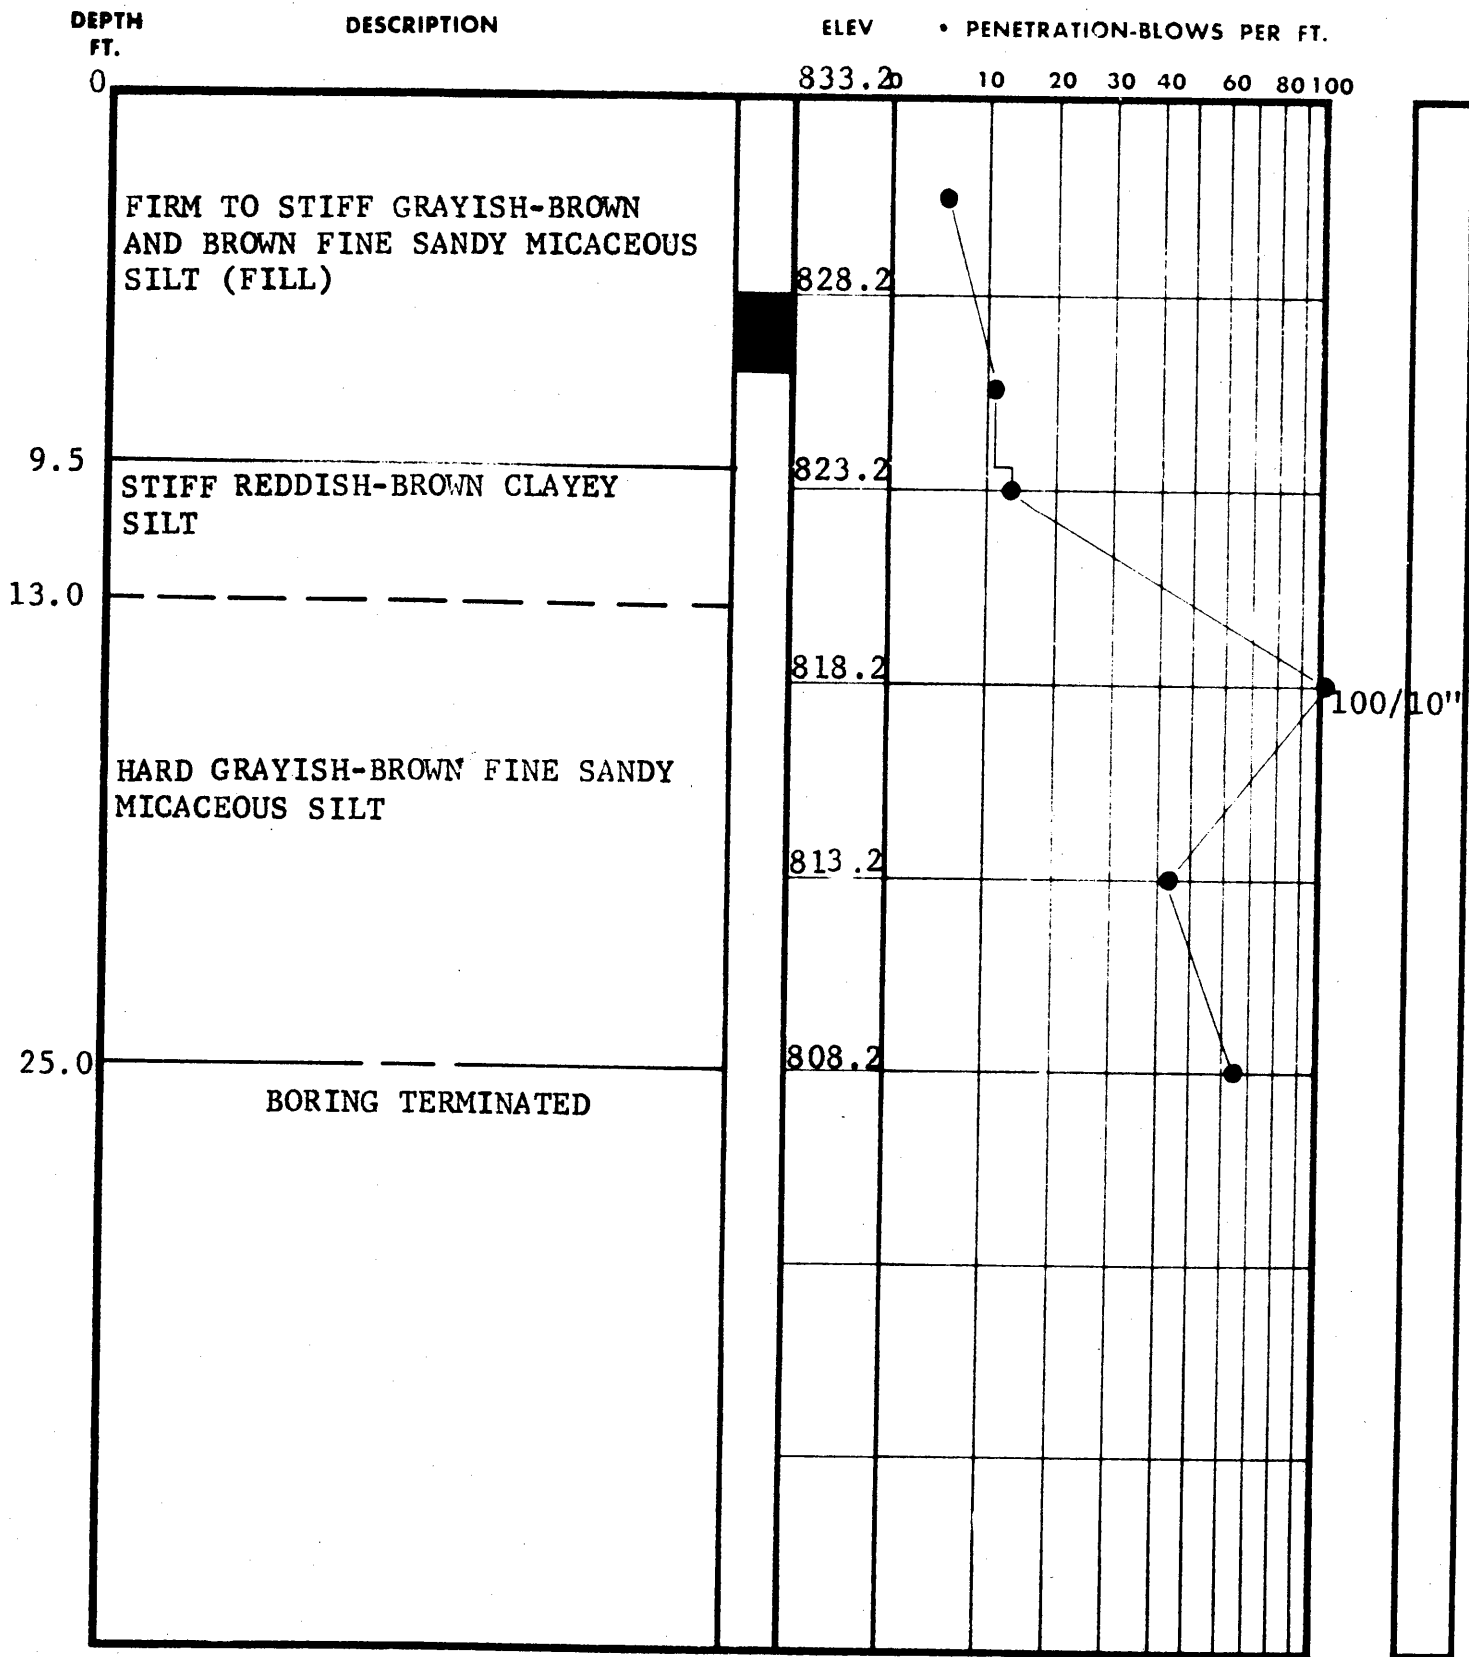 DEPTH FT.
DESCRIPTION
ELEV
• PENETRATION-BLOWS PER FT.
0
833.2
0 10 20 30 40 60 80 100
FIRM TO STIFF GRAYISH-BROWN
AND BROWN FINE SANDY MICACEOUS
SILT (FILL)
828.2
9.5
823.2
STIFF REDDISH-BROWN CLAYEY
SILT
13.0
818.2
100/10"
HARD GRAYISH-BROWN FINE SANDY
MICACEOUS SILT
813.2
25.0
808.2
BORING TERMINATED